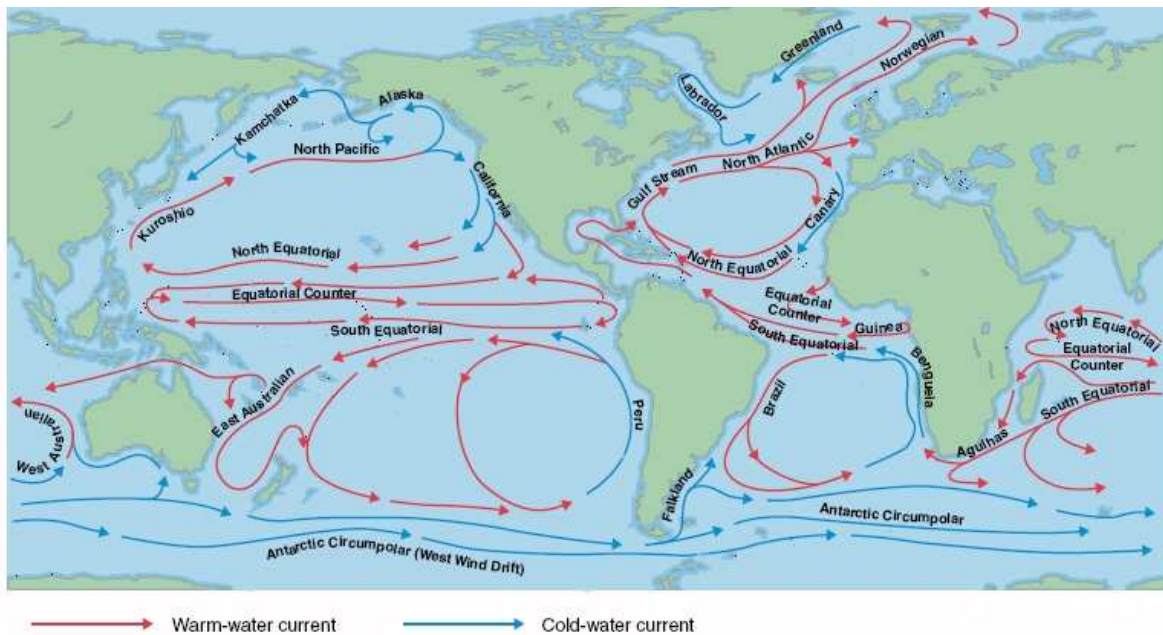 Greenland
Norwegian
Labrador
Alaska
Kamchatka
North Pacific
North Atlantic
California
Gulf Stream
Canary
Kuroshio
North Equatorial
North Equatorial
Equatorial Counter
Equatorial
Counter
Guinea
South Equatorial
South Equatorial
North Equatorial
Equatorial
Counter
South Equatorial
East Australian
West Australian
Peru
Brazil
Benguela
Agulhas
Falkland
Antarctic Circumpolar
Antarctic Circumpolar (West Wind Drift)
Warm-water current
Cold-water current